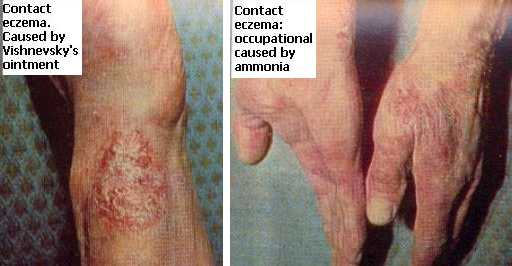 Contact
eczema.
Caused by
Vishnevsky's
ointment
Contact
eczema:
occupational
caused by
ammonia